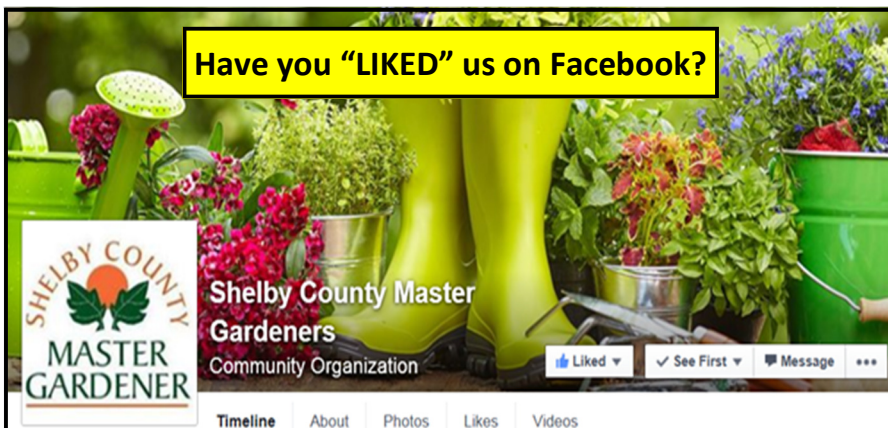 Have you “LIKED” us on Facebook?
SHELBY COUNTY
MASTER
GARDENER
Shelby County Master
Gardeners
Community Organization
Liked
See First
Message
Timeline About Photos Likes Videos